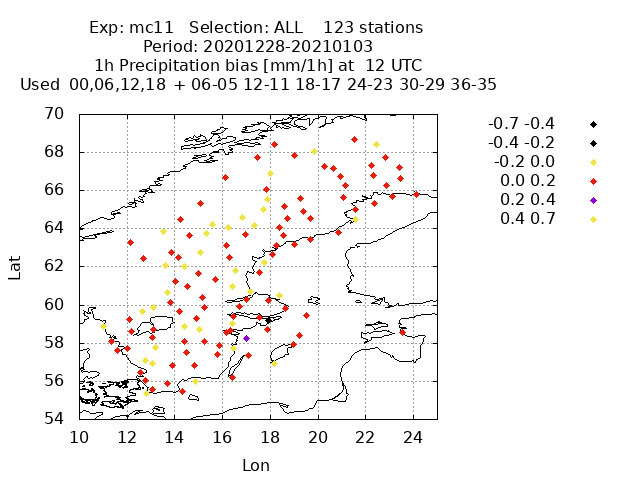 Exp: mc11 Selection: ALL 123 stations
Period: 20201228-20210103
1h Precipitation bias [mm/1h] at 12 UTC
Used 00,06,12,18 + 06-05 12-11 18-17 24-23 30-29 36-35
70
68
66
64
62
60
58
56
54
Lat
10 12 14 16 18 20 22 24
Lon
-0.7 -0.4
-0.4 -0.2
-0.2 0.0
0.0 0.2
0.2 0.4
0.4 0.7